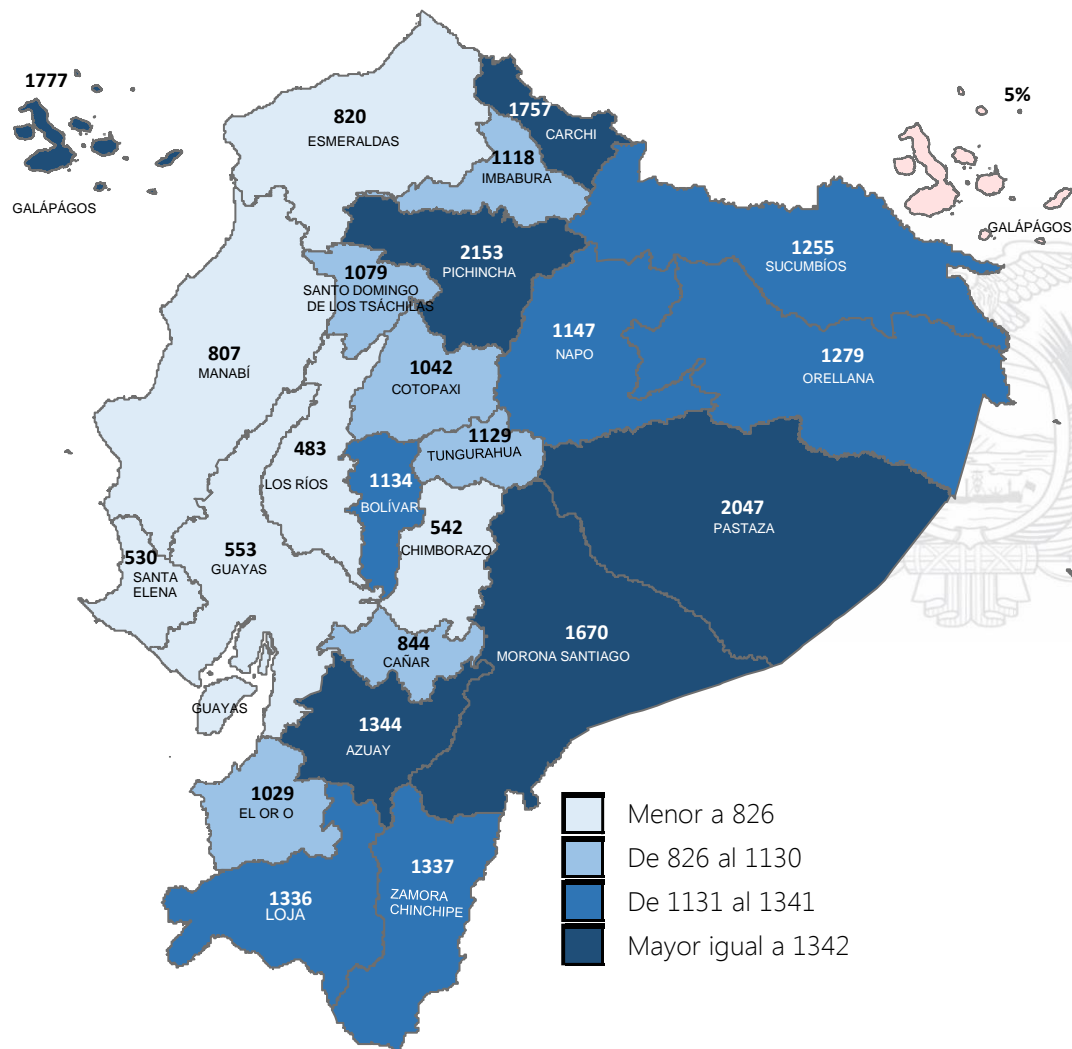 1777
GALÁPÁGOS
5%
GALÁPÁGOS
820
ESMERALDAS
1757
CARCHI
1118
IMBABURA
2153
PICHINCHA
1255
SUCUMBÍOS
1079
SANTO DOMINGO
DE LOS TSÁCHILAS
807
MANABÍ
1042
COTOPAXI
1147
NAPO
1279
ORELLANA
483
LOS RÍOS
1129
TUNGURAHUA
1134
BOLÍVAR
2047
PASTAZA
530
SANTA
ELENA
553
GUAYAS
542
CHIMBORAZO
1670
MORONA SANTIAGO
844
CAÑAR
GUAYAS
1344
AZUAY
1029
EL OR O
1336
LOJA
1337
ZAMORA
CHINCHIPE
Menor a 826
De 826 al 1130
De 1131 al 1341
Mayor igual a 1342